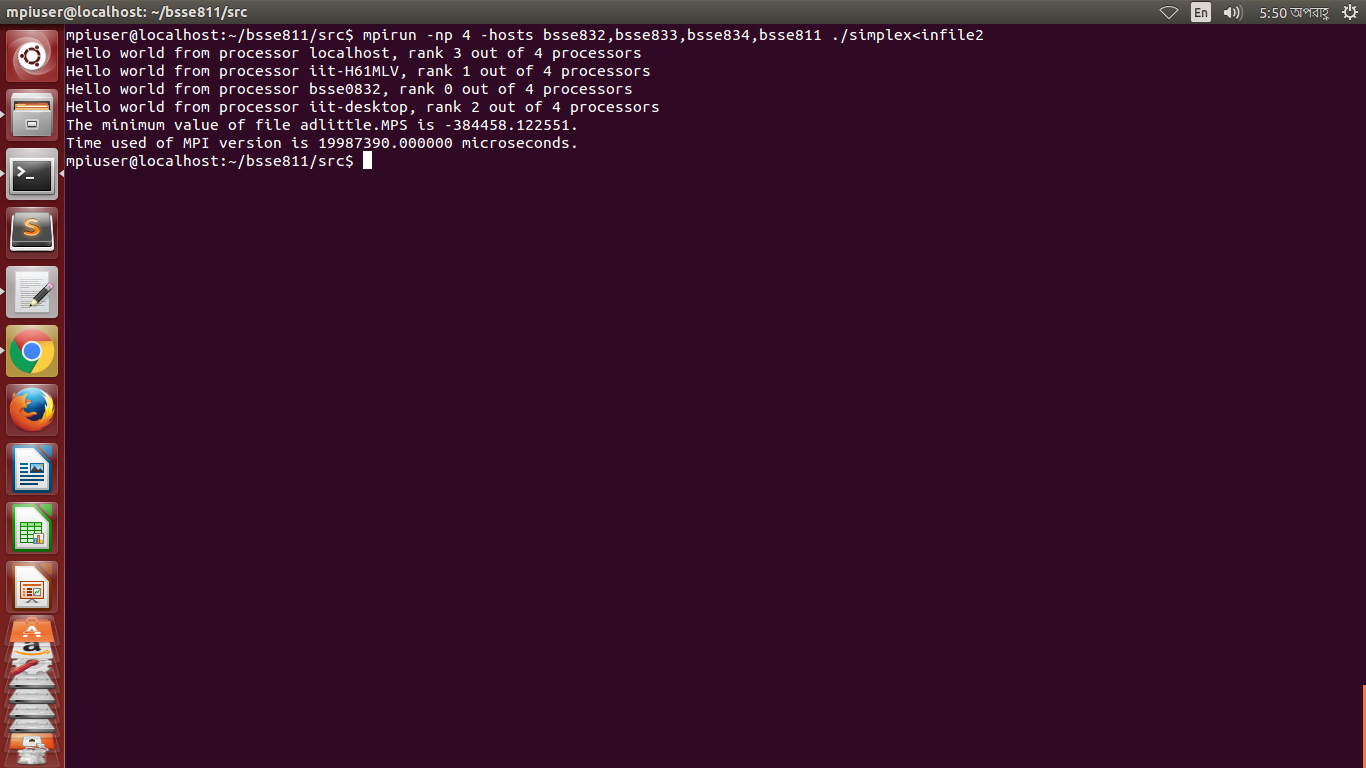 mpiuser@localhost: ~/bsse811/src
En
5:50 অপরাহ্ণ
mpiuser@localhost:~/bsse811/src$ mpirun -np 4 -hosts bsse832,bsse833,bsse834,bsse811 ./simplex<infile2
Hello world from processor localhost, rank 3 out of 4 processors
Hello world from processor iit-H61MLV, rank 1 out of 4 processors
Hello world from processor bsse0832, rank 0 out of 4 processors
Hello world from processor iit-desktop, rank 2 out of 4 processors
The minimum value of file adlittle.MPS is -384458.122551.
Time used of MPI version is 19987390.000000 microseconds.
mpiuser@localhost:~/bsse811/src$